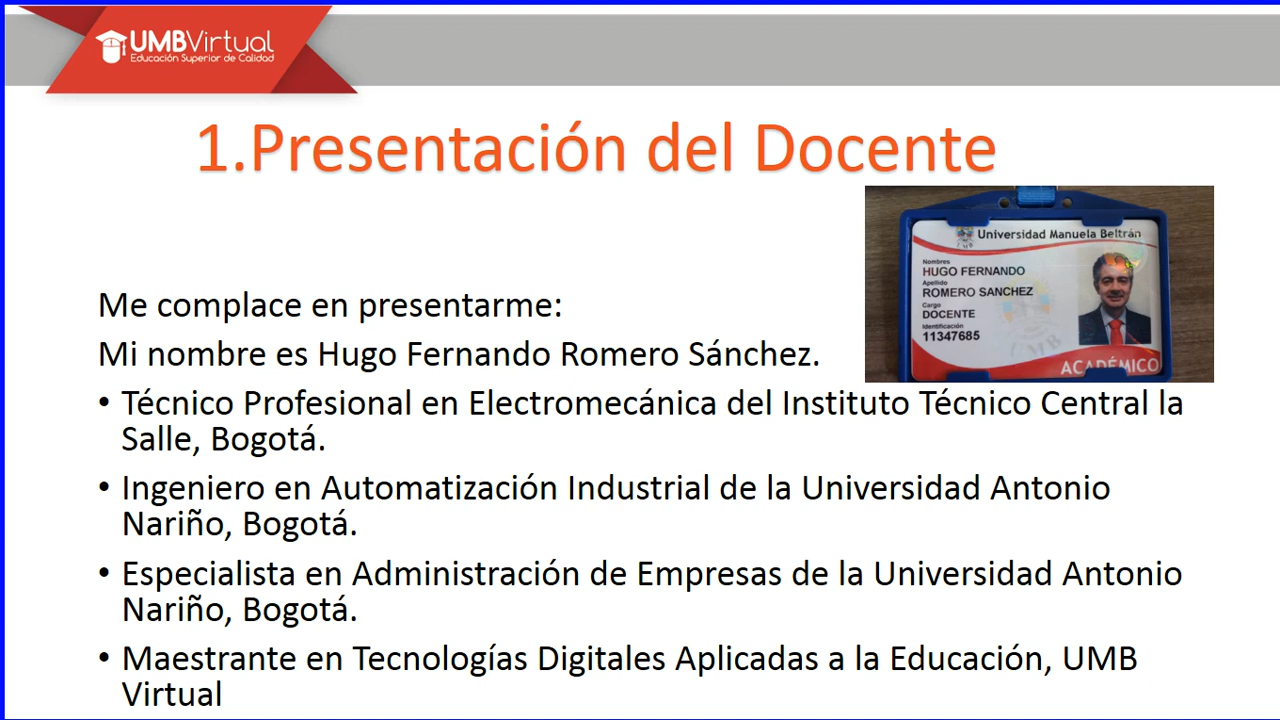 UMBVirtual
Educación Superior de Calidad
1.Presentación del Docente
Universidad Manuela Beltrán
UMB
Nombres
HUGO FERNANDO
Apellido
ROMERO SANCHEZ
Cargo
DOCENTE
Identificación
11347685
UMB
ACADÉMICO
Me complace en presentarme:
Mi nombre es Hugo Fernando Romero Sánchez.
• Técnico Profesional en Electromecánica del Instituto Técnico Central la
Salle, Bogotá.
• Ingeniero en Automatización Industrial de la Universidad Antonio
Nariño, Bogotá.
• Especialista en Administración de Empresas de la Universidad Antonio
Nariño, Bogotá.
• Maestrante en Tecnologías Digitales Aplicadas a la Educación, UMB
Virtual